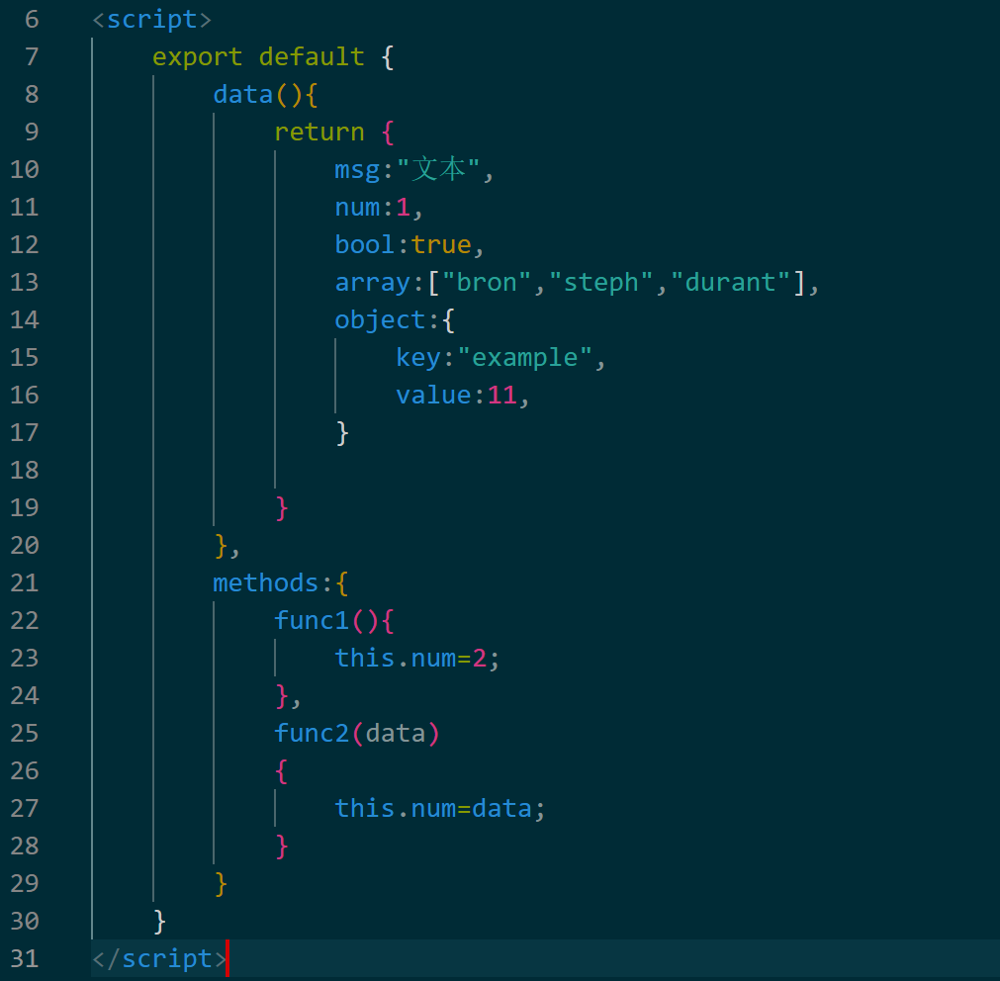 6 <script>
7 export default {
8 data(){
9 return {
10 msg:"文本",
11 num:1,
12 bool:true,
13 array:["bron","steph","durant"],
14 object:{
15 key:"example",
16 value:11,
17 }
18
19 }
20 },
21 methods:{
22 func1(){
23 this.num=2;
24 },
25 func2(data)
26 {
27 this.num=data;
28 }
29 }
30 }
31 </script>